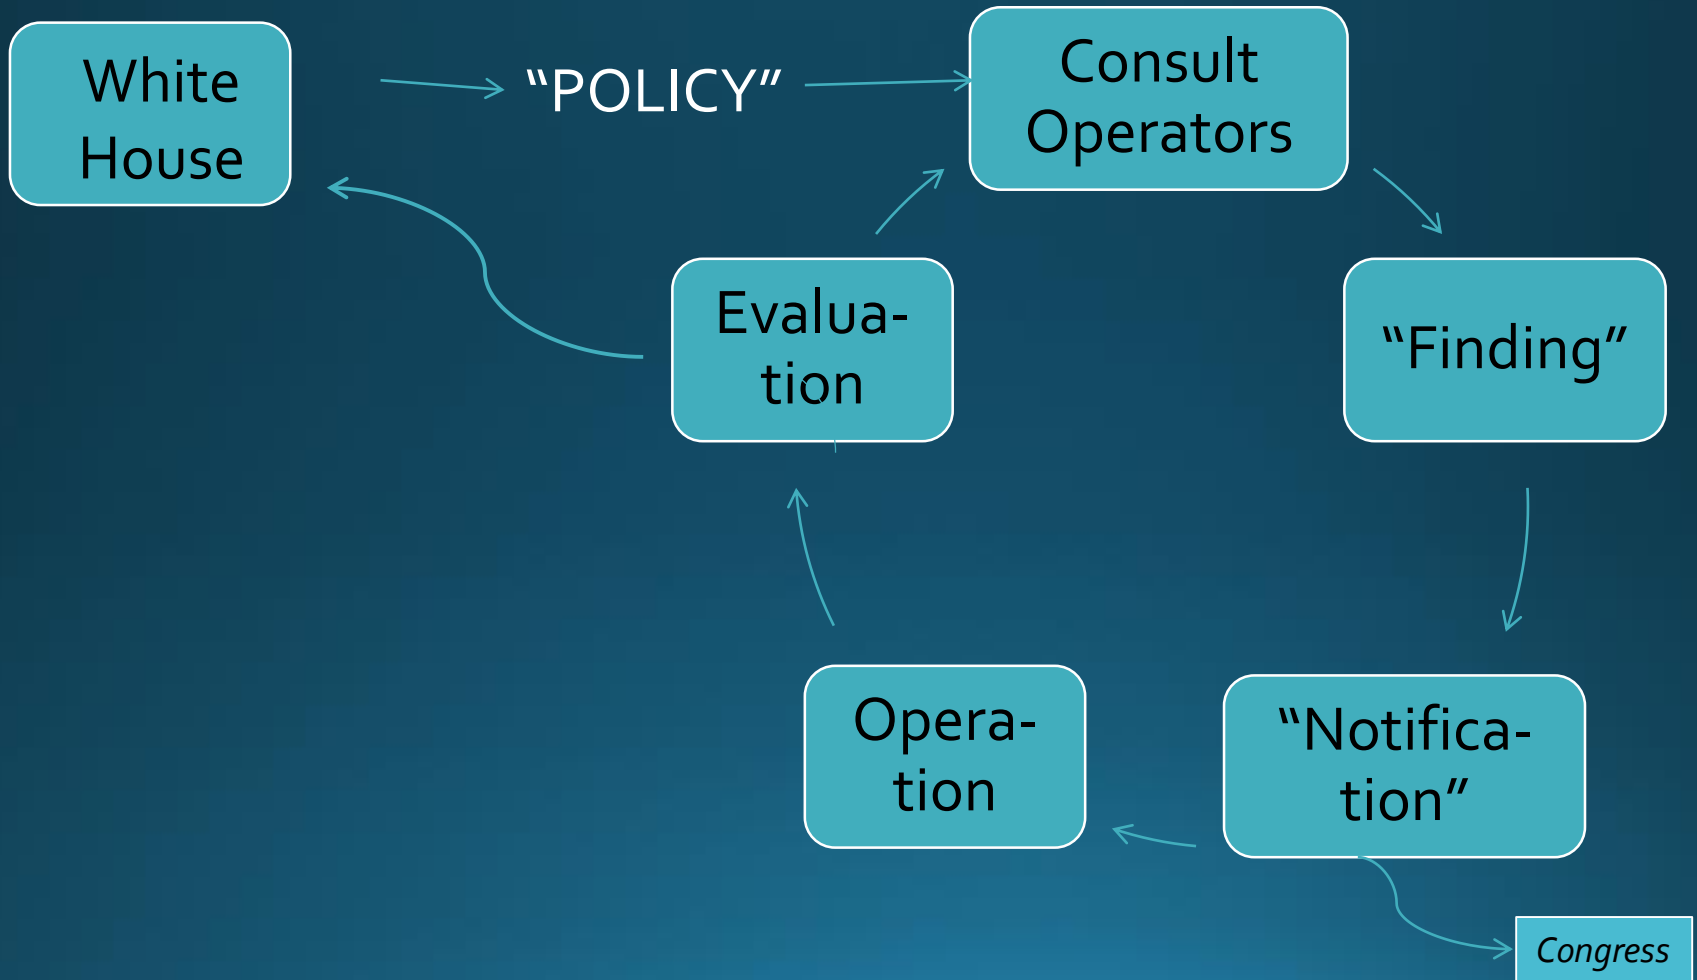 White
House
“POLICY”
Consult
Operators
Evalua-
tion
“Finding”
Opera-
tion
“Notifica-
tion”
Congress